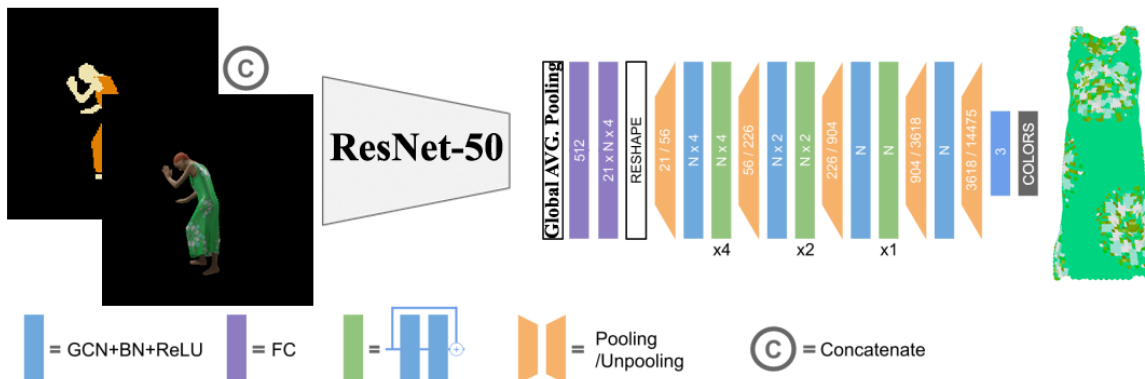 C
ResNet-50
Global AVG. Pooling
512
21 x N x 4
RESHAPE
21 / 56
N x 4
N x 4
x4
56 / 226
N x 2
N x 2
x2
226 / 904
N
N
x1
904 / 3618
N
3618 / 14475
3
COLORS
= GCN+BN+ReLU
= FC
=
+
= Pooling
/Unpooling
C = Concatenate